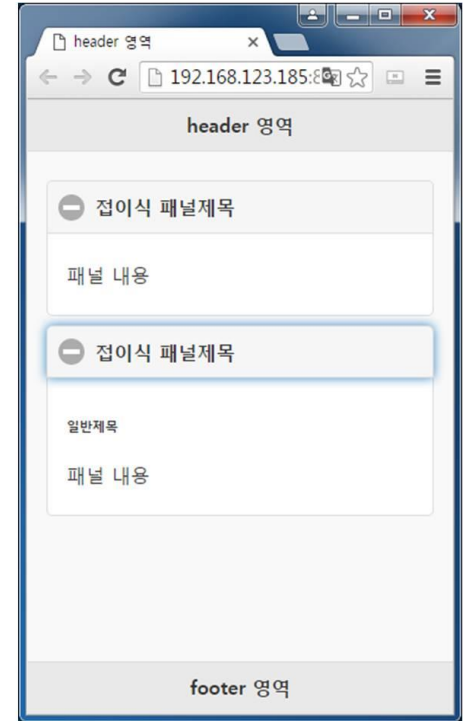 header 영역
192.168.123.185:8
header 영역
접이식 패널제목
패널 내용
접이식 패널제목
일반제목
패널 내용
footer 영역